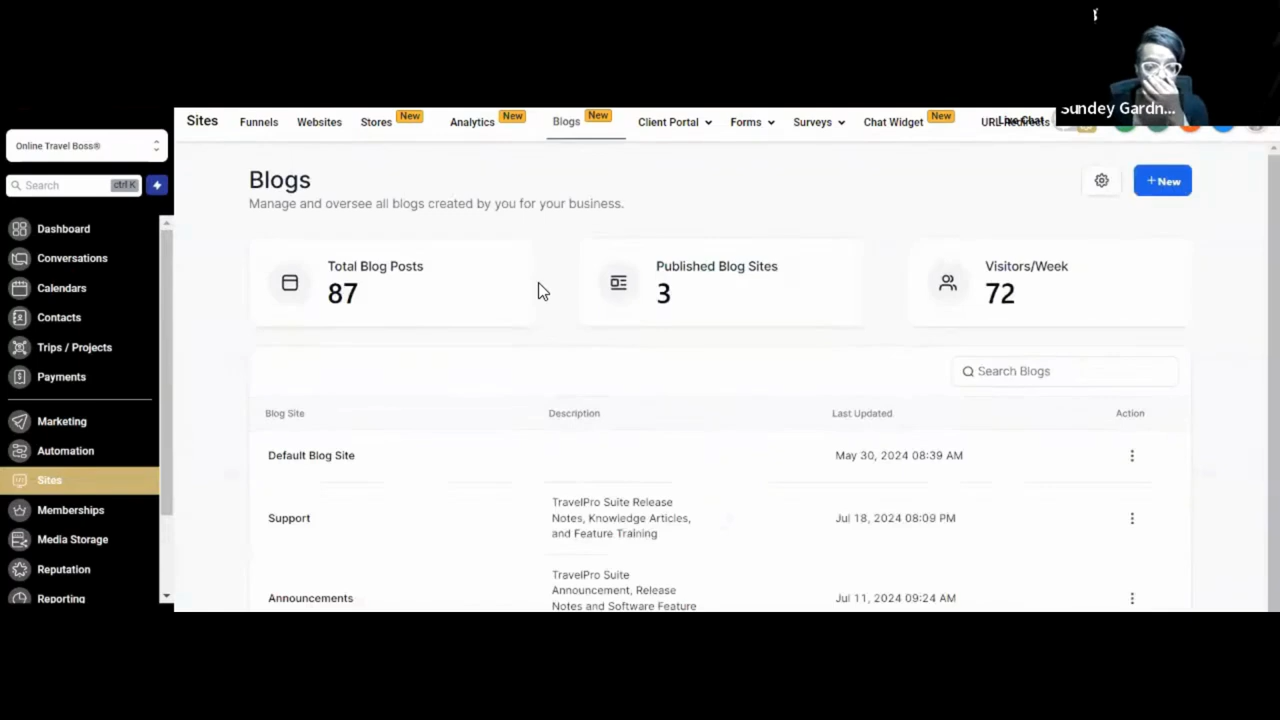 Sundey Gardn...
Sites
Funnels
Websites
Stores
New
Analytics
New
Blogs
New
Client Portal
Forms
Surveys
Chat Widget
New
URL Redirects
Live Chat
Online Travel Boss®
Search
ctrl K
Dashboard
Conversations
Calendars
Contacts
Trips / Projects
Payments
Marketing
Automation
Sites
Memberships
Media Storage
Reputation
Reporting
Blogs
Manage and oversee all blogs created by you for your business.
+ New
Total Blog Posts
87
Published Blog Sites
3
Visitors/Week
72
Search Blogs
Blog Site
Description
Last Updated
Action
Default Blog Site
May 30, 2024 08:39 AM
Support
TravelPro Suite Release
Notes, Knowledge Articles,
and Feature Training
Jul 18, 2024 08:09 PM
Announcements
TravelPro Suite
Announcement, Release
Notes and Software Feature
Jul 11, 2024 09:24 AM